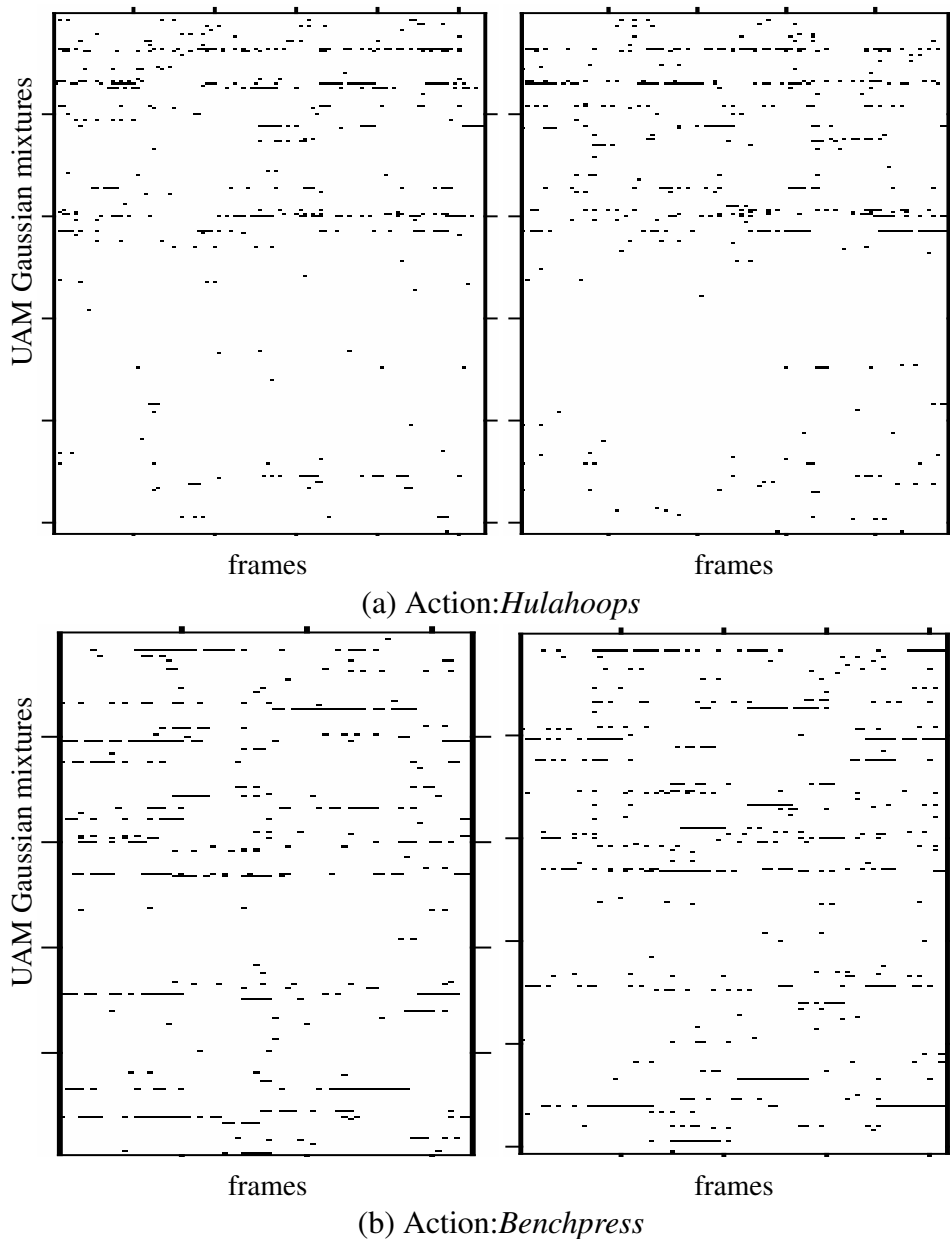 UAM Gaussian mixtures
frames
frames
(a) Action:Hulahoops
UAM Gaussian mixtures
frames
frames
(b) Action:Benchpress